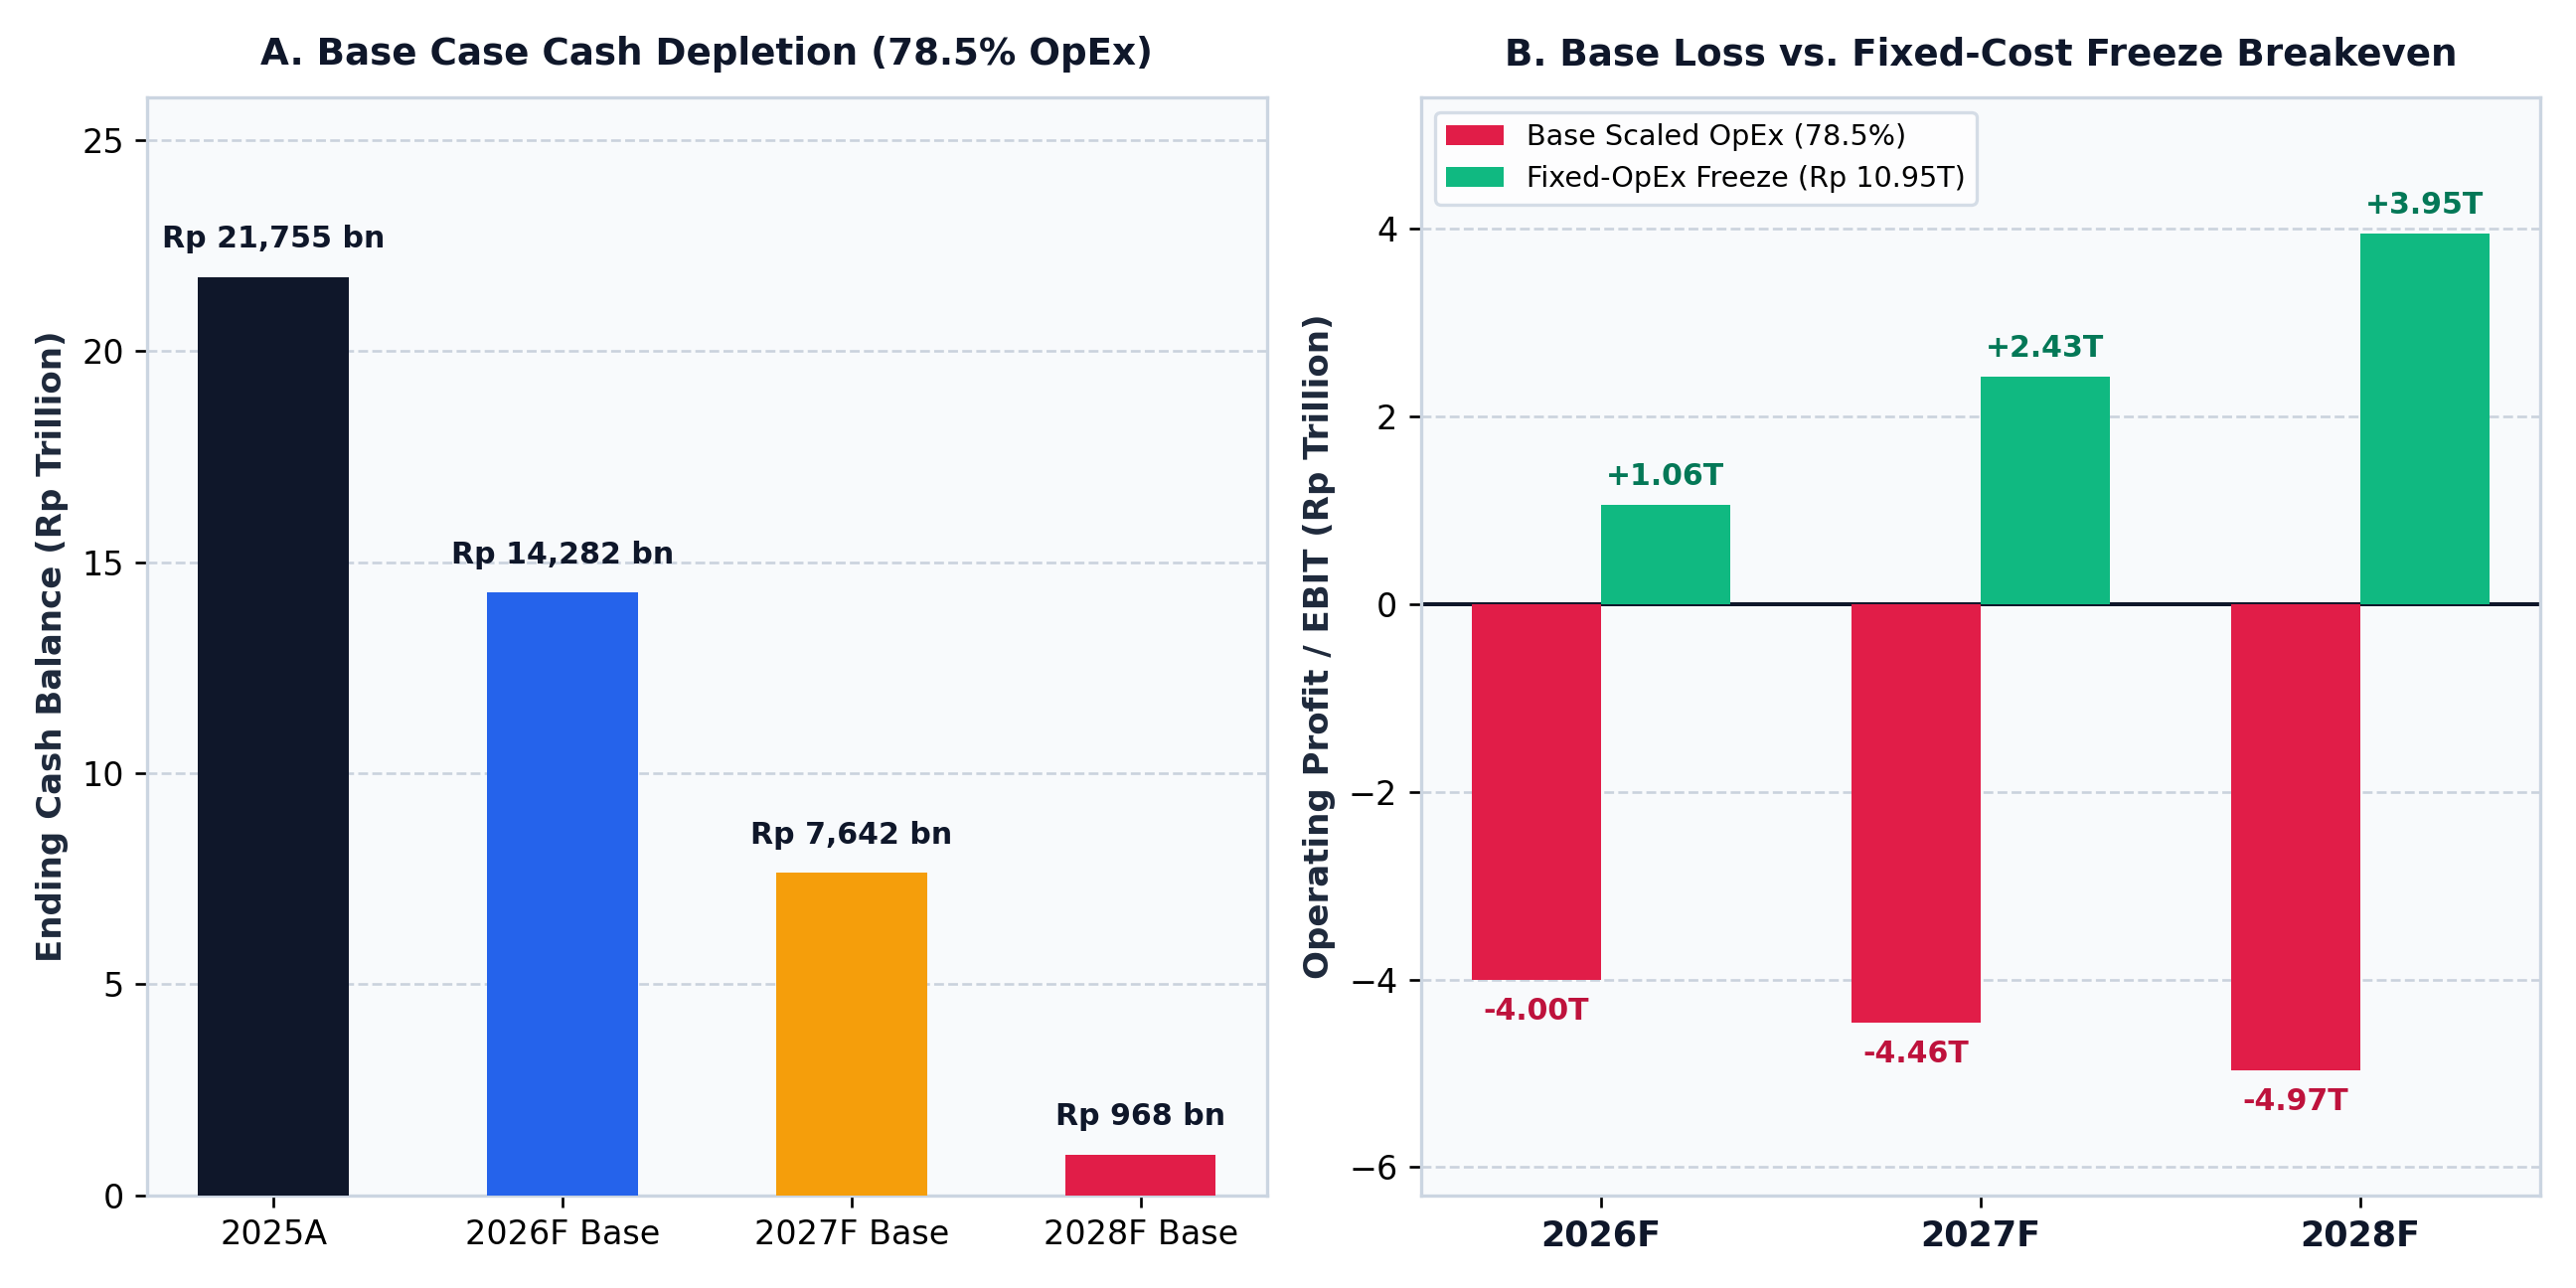 A. Base Case Cash Depletion (78.5% OpEx)
Ending Cash Balance (Rp Trillion)
25
20
15
10
5
0
Rp 21,755 bn
Rp 14,282 bn
Rp 7,642 bn
Rp 968 bn
2025A
2026F Base
2027F Base
2028F Base
B. Base Loss vs. Fixed-Cost Freeze Breakeven
Operating Profit / EBIT (Rp Trillion)
Base Scaled OpEx (78.5%)
Fixed-OpEx Freeze (Rp 10.95T)
4
2
0
−2
−4
−6
+1.06T
+2.43T
+3.95T
-4.00T
-4.46T
-4.97T
2026F
2027F
2028F